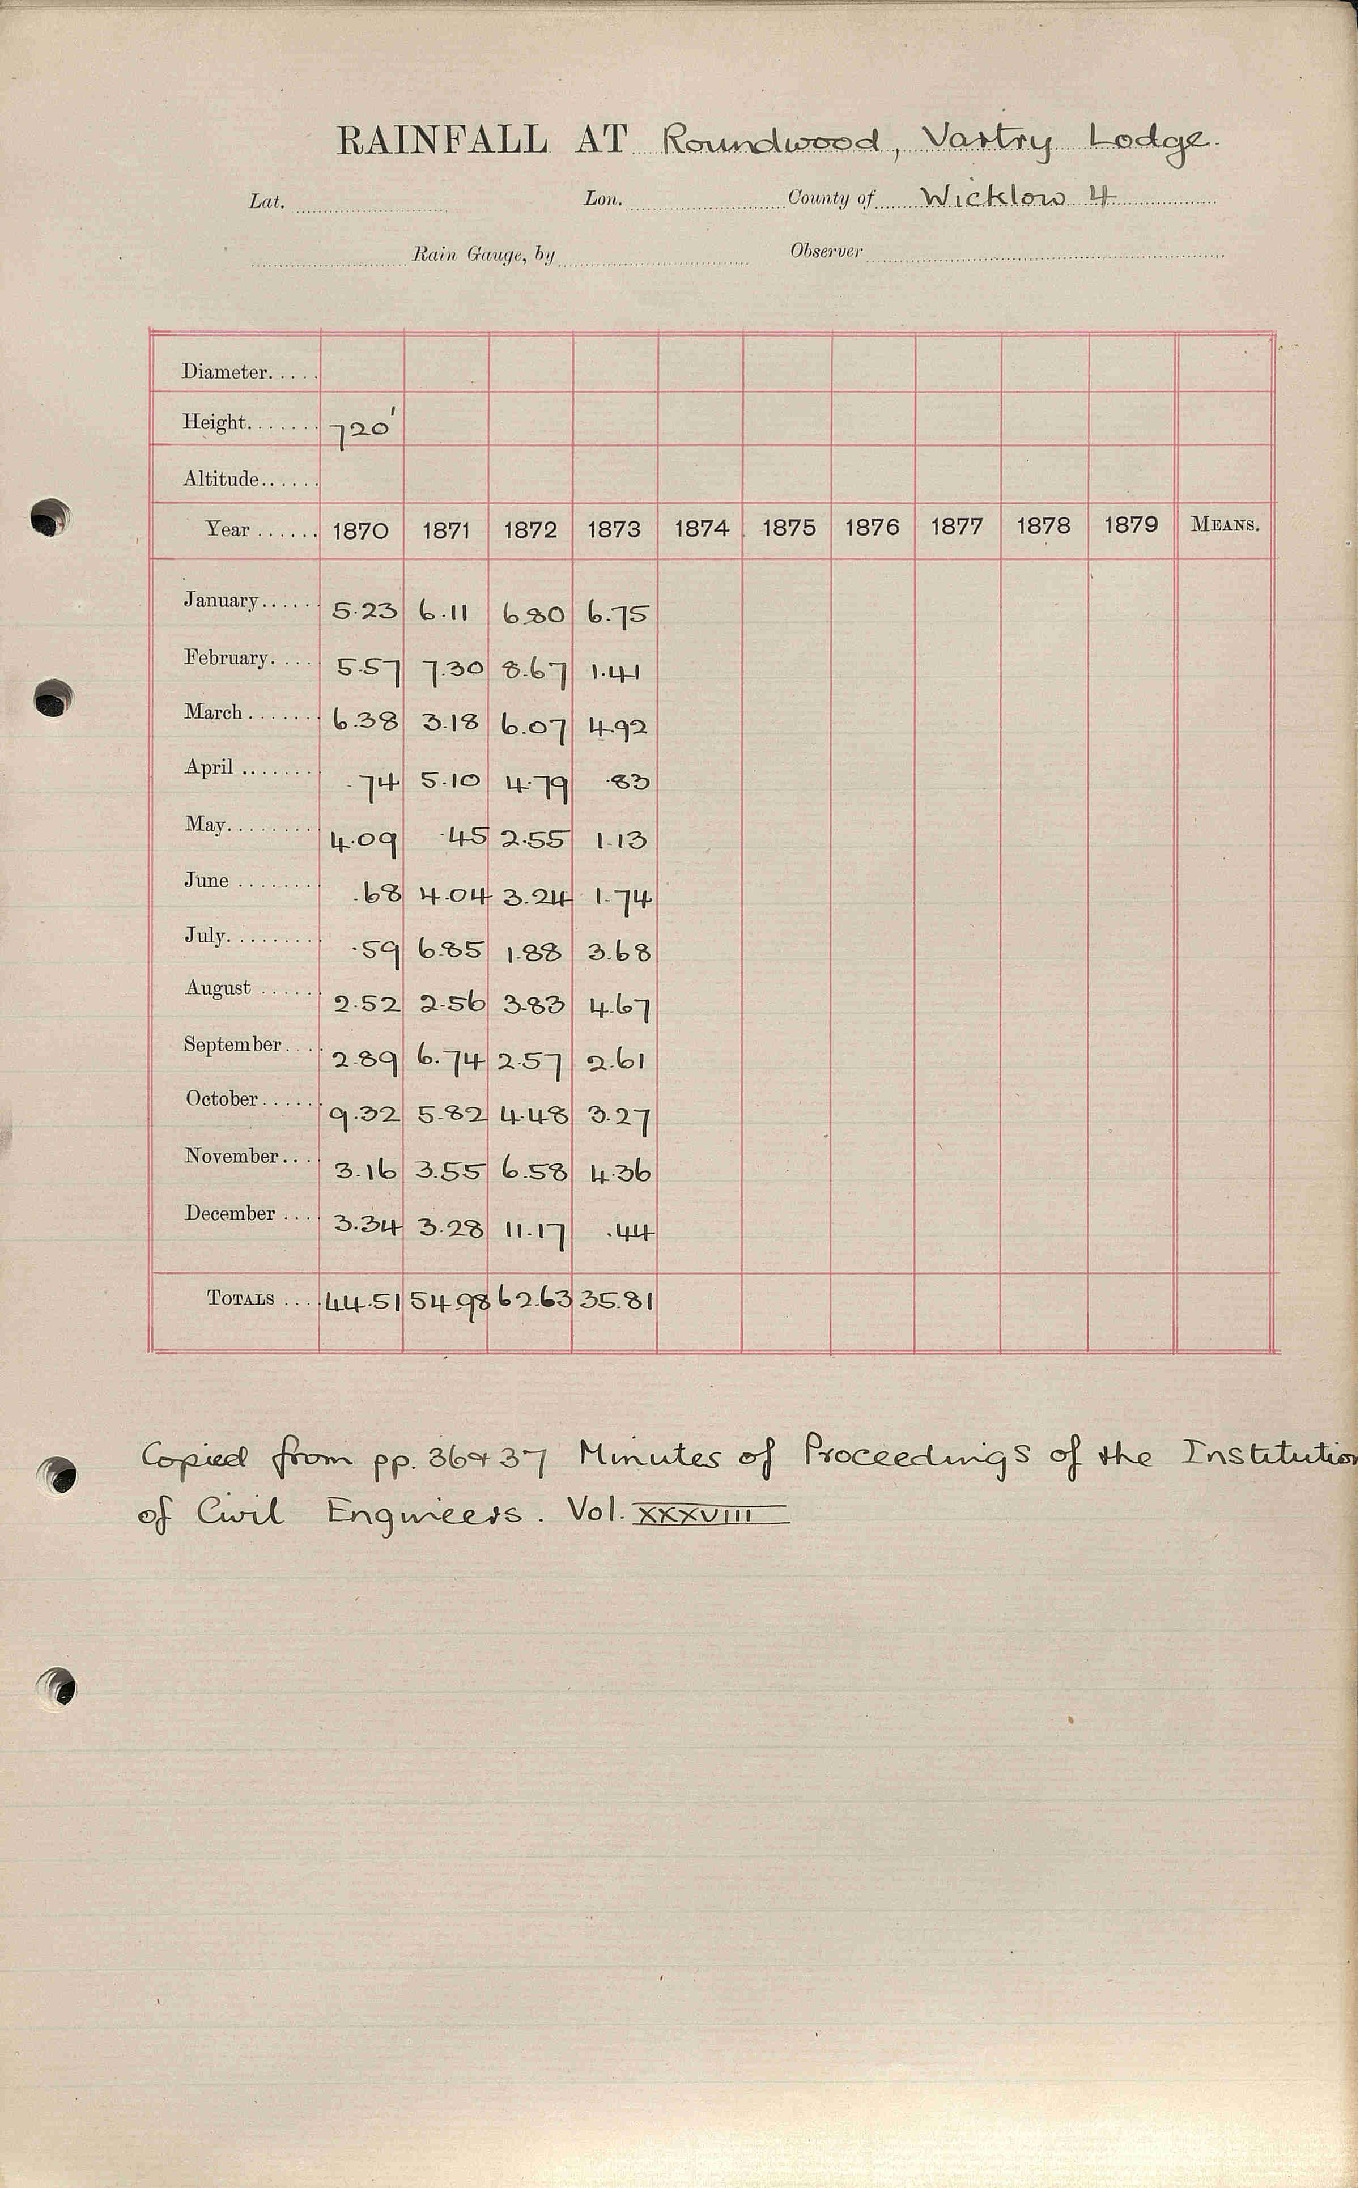 RAINFALL AT Roundwood, Vartry Lodge.
Lat. Lon. County of Wicklow 4
Rain Gauge, by Observer
Diameter.....
Height....... 720'
Altitude......
Year ...... 1870 1871 1872 1873 1874 1875 1876 1877 1878 1879 MEANS.
January...... 5.23 6.11 6.80 6.75
February.... 5.57 7.30 8.67 1.41
March ....... 6.38 3.18 6.07 4.92
April ....... .74 5.10 4.79 .83
May......... 4.09 .45 2.55 1.13
June ........ .68 4.04 3.24 1.74
July......... .59 6.85 1.88 3.68
August ...... 2.52 2.56 3.83 4.67
September.... 2.89 6.74 2.57 2.61
October...... 9.32 5.82 4.48 3.27
November.... 3.16 3.55 6.58 4.36
December .... 3.34 3.28 11.17 .44
TOTALS .... 44.51 54.98 62.63 35.81
Copied from pp. 36 & 37 Minutes of Proceedings of the Institution
of Civil Engineers. Vol. XXXVIII